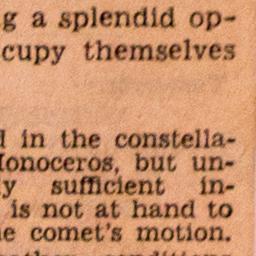 g a splendid op-
cupy themselves
d in the constella-
Monoceros, but un-
y sufficient in-
is not at hand to
e comet's motion.